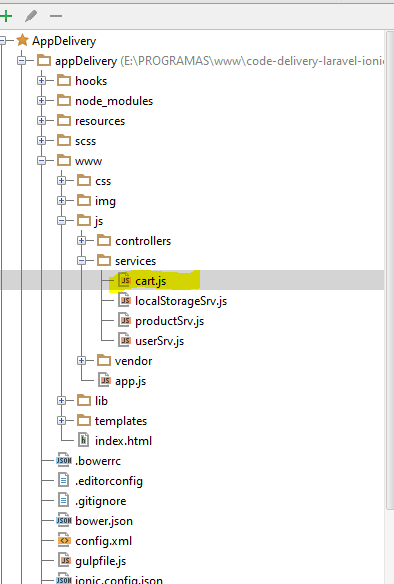 AppDelivery
appDelivery (E:\PROGRAMAS\www\code-delivery-laravel-ionic
hooks
node_modules
resources
scss
www
css
img
js
controllers
services
cart.js
localStorageSrv.js
productSrv.js
userSrv.js
vendor
app.js
lib
templates
index.html
.bowerrc
.editorconfig
.gitignore
bower.json
config.xml
gulpfile.js
ionic.config.json